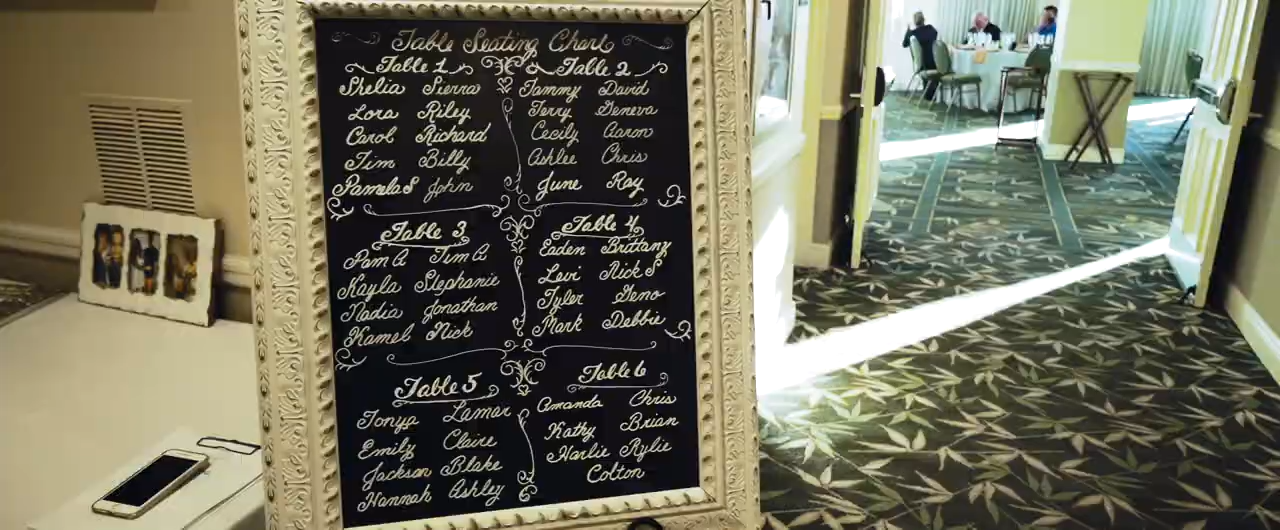 Table Seating Chart
Table 1
Shelia Sierra
Lora Riley
Carol Richard
Tim Billy
Pamela S John
Table 2
Tammy David
Terry Geneva
Cecily Aaron
Ashlee Chris
June Ray
Table 3
Pam A Tim A
Kayla Stephanie
Nadia Jonathan
Kamel Nick
Table 4
Eaden Brittany
Levi Nick S
Tyler Geno
Mark Debbie
Table 5
Tonya Lamar
Emily Claire
Jackson Blake
Hannah Ashley
Table 6
Amanda Chris
Kathy Brian
Harlie Rylie
Colton